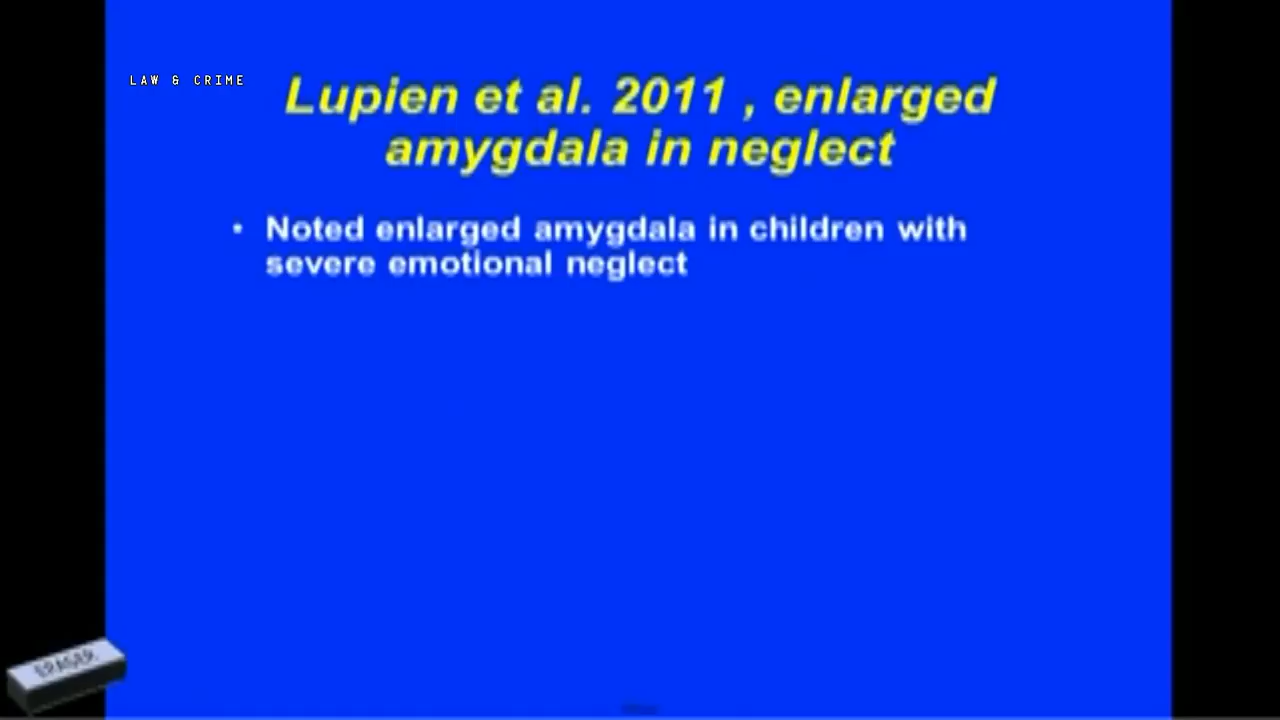 LAW & CRIME
Lupien et al. 2011 , enlarged
amygdala in neglect
• Noted enlarged amygdala in children with
severe emotional neglect
ERASER